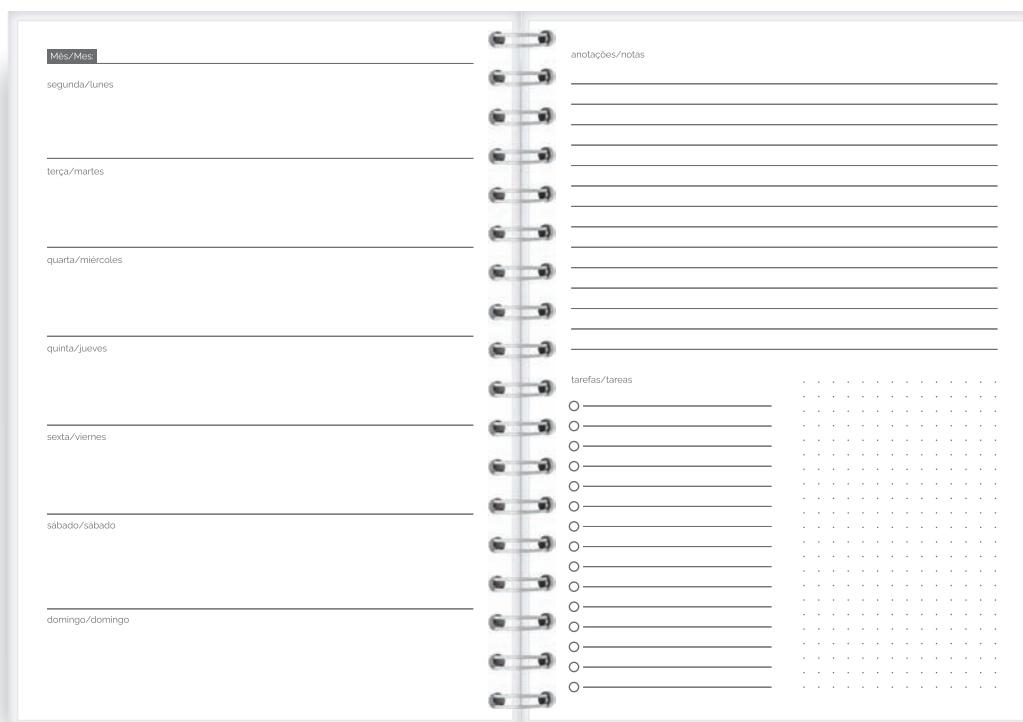 Mês/Mes:
segunda/lunes
terça/martes
quarta/miércoles
quinta/jueves
sexta/viernes
sábado/sábado
domingo/domingo
anotações/notas
tarefas/tareas